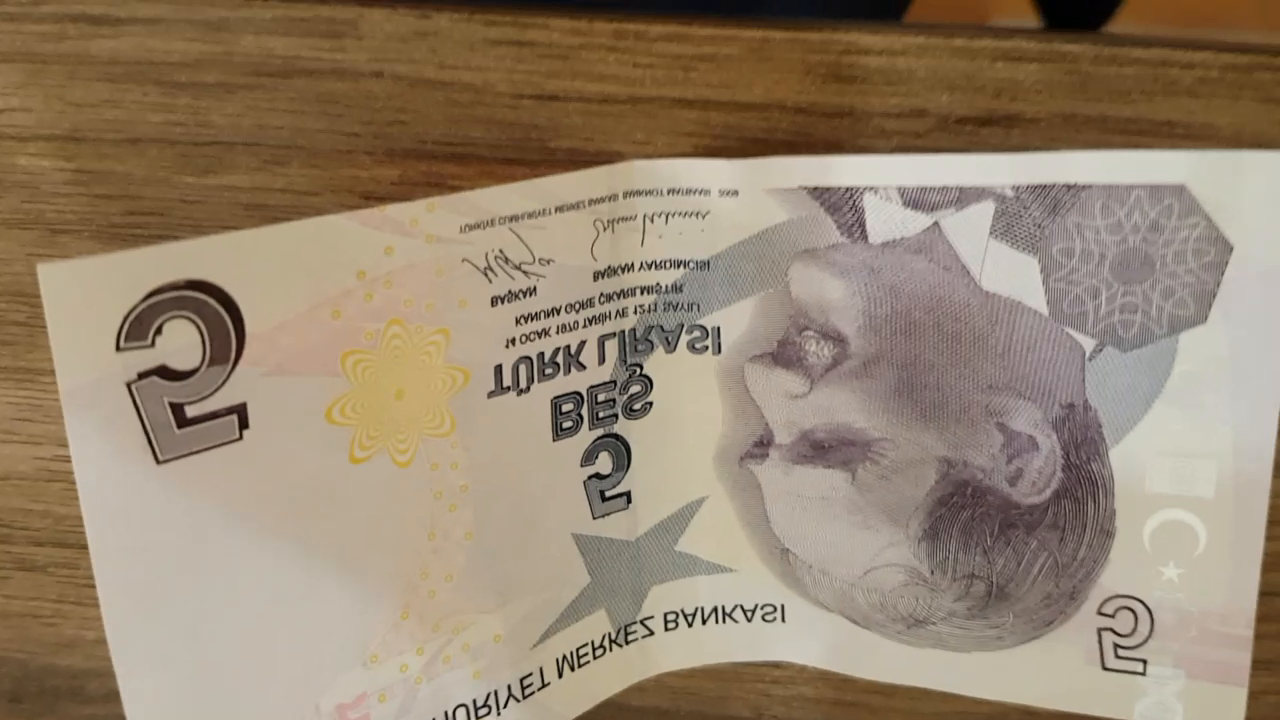 URİYET MERKEZ BANKASI
5
5
BEŞ
TÜRK LİRASI
14 OCAK 1970 TARİH VE 1211 SAYILI
KANUNA GÖRE ÇIKARILMIŞTIR
BAŞKAN BAŞKAN YARDIMCISI
TÜRKİYE CUMHURİYET MERKEZ BANKASI BANKNOT MATBAASI 2009
5